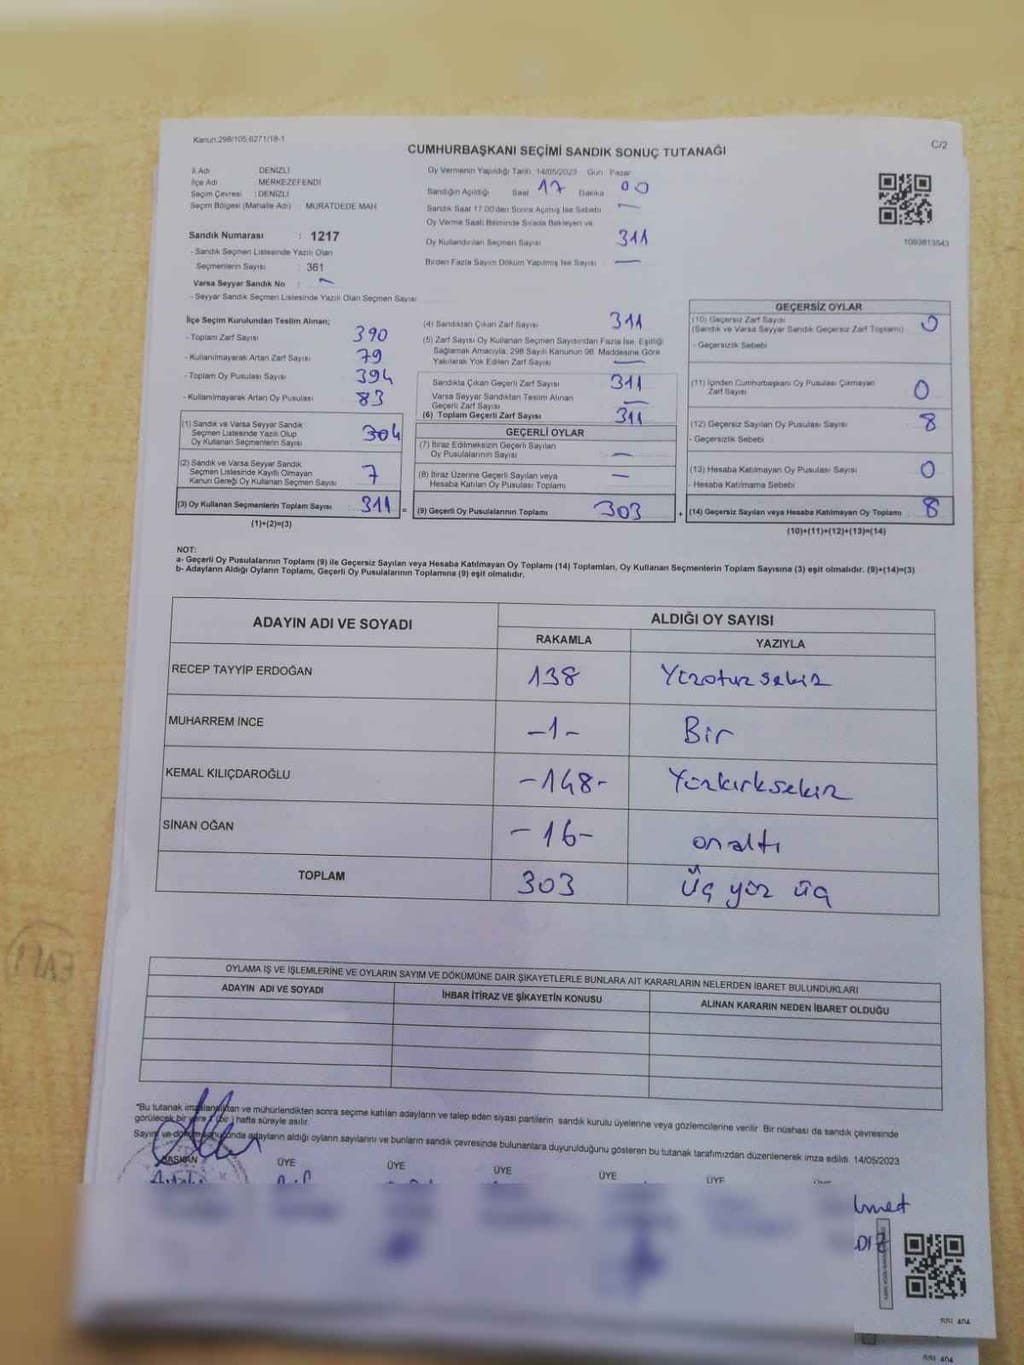 Kanun:298/105;6271/18-1
C/2
CUMHURBAŞKANI SEÇİMİ SANDIK SONUÇ TUTANAĞI
İl Adı DENİZLİ
İlçe Adı MERKEZEFENDİ
Seçim Çevresi : DENİZLİ
Seçim Bölgesi (Mahalle Adı) : MURATDEDE MAH
Sandık Numarası : 1217
- Sandık Seçmen Listesinde Yazılı Olan
Seçmenlerin Sayısı : 361
Varsa Seyyar Sandık No :
- Seyyar Sandık Seçmen Listesinde Yazılı Olan Seçmen Sayısı
Oy Vermenin Yapıldığı Tarih 14/05/2023 Gün Pazar
Sandığın Açıldığı Saat 17 Dakika 00
Sandık Saat 17.00'den Sonra Açılmış İse Sebebi —
Oy Verme Saati Bitiminde Sırada Bekleyen ve
Oy Kullandırılan Seçmen Sayısı 311
Birden Fazla Sayım Döküm Yapılmış İse Sayısı —
1093813543
İlçe Seçim Kurulundan Teslim Alınan;
- Toplam Zarf Sayısı 390
- Kullanılmayarak Artan Zarf Sayısı 79
- Toplam Oy Pusulası Sayısı 394
- Kullanılmayarak Artan Oy Pusulası 83
(1) Sandık ve Varsa Seyyar Sandık
Seçmen Listesinde Yazılı Olup
Oy Kullanan Seçmenlerin Sayısı 304
(2) Sandık ve Varsa Seyyar Sandık
Seçmen Listesinde Kayıtlı Olmayan
Kanun Gereği Oy Kullanan Seçmen Sayısı 7
(3) Oy Kullanan Seçmenlerin Toplam Sayısı 311 =
(1)+(2)=(3)
(4) Sandıktan Çıkan Zarf Sayısı 311
(5) Zarf Sayısı Oy Kullanan Seçmen Sayısından Fazla İse, Eşitliği
Sağlamak Amacıyla; 298 Sayılı Kanunun 98. Maddesine Göre
Yakılarak Yok Edilen Zarf Sayısı —
Sandıkta Çıkan Geçerli Zarf Sayısı 311
Varsa Seyyar Sandıktan Teslim Alınan
Geçerli Zarf Sayısı —
(6) Toplam Geçerli Zarf Sayısı 311
GEÇERLİ OYLAR
(7) İtiraz Edilmeksizin Geçerli Sayılan
Oy Pusulalarının Sayısı —
(8) İtiraz Üzerine Geçerli Sayılan veya
Hesaba Katılan Oy Pusulası Toplamı —
(9) Geçerli Oy Pusulalarının Toplamı 303 +
GEÇERSİZ OYLAR
(10) Geçersiz Zarf Sayısı 0
(Sandık ve Varsa Seyyar Sandık Geçersiz Zarf Toplamı)
- Geçersizlik Sebebi
(11) İçinden Cumhurbaşkanı Oy Pusulası Çıkmayan
Zarf Sayısı 0
(12) Geçersiz Sayılan Oy Pusulası Sayısı 8
- Geçersizlik Sebebi
(13) Hesaba Katılmayan Oy Pusulası Sayısı 0
- Hesaba Katılmama Sebebi
(14) Geçersiz Sayılan veya Hesaba Katılmayan Oy Toplamı 8
(10)+(11)+(12)+(13)=(14)
NOT:
a- Geçerli Oy Pusulalarının Toplamı (9) ile Geçersiz Sayılan veya Hesaba Katılmayan Oy Toplamı (14) Toplamları, Oy Kullanan Seçmenlerin Toplam Sayısına (3) eşit olmalıdır. (9)+(14)=(3)
b- Adayların Aldığı Oyların Toplamı, Geçerli Oy Pusulalarının Toplamına (9) eşit olmalıdır.
ADAYIN ADI VE SOYADI ALDIĞI OY SAYISI
RAKAMLA YAZIYLA
RECEP TAYYİP ERDOĞAN 138 Yüzotuzsekiz
MUHARREM İNCE -1- Bir
KEMAL KILIÇDAROĞLU -148- Yüzkırksekiz
SİNAN OĞAN -16- onaltı
TOPLAM 303 Üç yüz üç
OYLAMA İŞ VE İŞLEMLERİNE VE OYLARIN SAYIM VE DÖKÜMÜNE DAİR ŞİKAYETLERLE BUNLARA AİT KARARLARIN NELERDEN İBARET BULUNDUKLARI
ADAYIN ADI VE SOYADI İHBAR İTİRAZ VE ŞİKAYETİN KONUSU ALINAN KARARIN NEDEN İBARET OLDUĞU
*Bu tutanak imzalandıktan ve mühürlendikten sonra seçime katılan adayların ve talep eden siyasi partilerin sandık kurulu üyelerine veya gözlemcilerine verilir. Bir nüshası da sandık çevresinde
görülecek bir yere 1 (bir) hafta süreyle asılır.
Sayım ve döküm sonunda adayların aldığı oyların sayılarını ve bunların sandık çevresinde bulunanlara duyurulduğunu gösteren bu tutanak tarafımızdan düzenlenerek imza edildi. 14/05/2023
BAŞKAN ÜYE ÜYE ÜYE ÜYE ÜYE